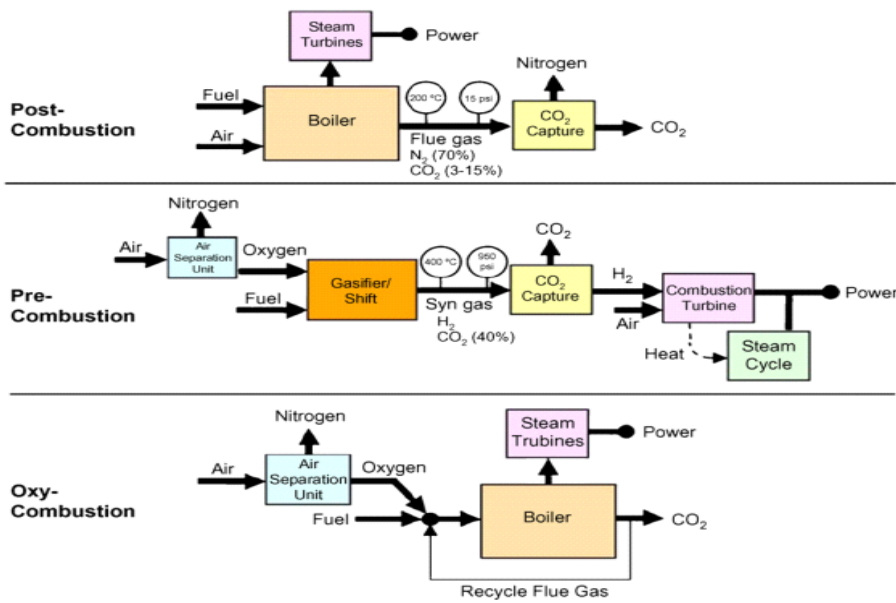 Steam
Turbines
Power
Nitrogen
Fuel
200 ºC
15 psi
Post-
Combustion
Boiler
CO₂
Capture
CO₂
Air
Flue gas
N₂ (70%)
CO₂ (3-15%)
Nitrogen
CO₂
Air
Air
Separation
Unit
Oxygen
400 ºC
950
psi
Gasifier/
Shift
CO₂
Capture
H₂
Combustion
Turbine
Power
Pre-
Combustion
Fuel
Syn gas
H₂
CO₂ (40%)
Air
Heat
Steam
Cycle
Nitrogen
Steam
Trubines
Power
Air
Air
Separation
Unit
Oxygen
Oxy-
Combustion
Fuel
Boiler
CO₂
Recycle Flue Gas